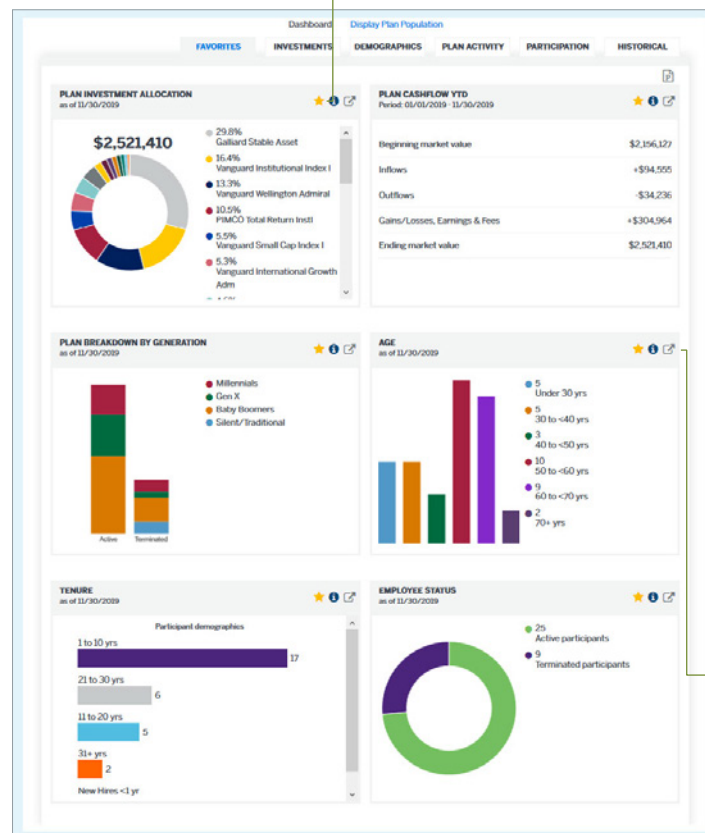 Dashboard Display Plan Population
FAVORITES INVESTMENTS DEMOGRAPHICS PLAN ACTIVITY PARTICIPATION HISTORICAL
PLAN INVESTMENT ALLOCATION
as of 11/30/2019
$2,521,410
29.8%
Galliard Stable Asset
16.4%
Vanguard Institutional Index I
13.3%
Vanguard Wellington Admiral
10.5%
PIMCO Total Return Instl
5.5%
Vanguard Small Cap Index I
5.3%
Vanguard International Growth
Adm
PLAN CASHFLOW YTD
Period: 01/01/2019 - 11/30/2019
Beginning market value $2,156,127
Inflows +$94,555
Outflows -$34,236
Gains/Losses, Earnings & Fees +$304,964
Ending market value $2,521,410
PLAN BREAKDOWN BY GENERATION
as of 11/30/2019
Millennials
Gen X
Baby Boomers
Silent/Traditional
Active Terminated
AGE
as of 11/30/2019
5
Under 30 yrs
5
30 to <40 yrs
3
40 to <50 yrs
10
50 to <60 yrs
9
60 to <70 yrs
2
70+ yrs
TENURE
as of 11/30/2019
Participant demographics
1 to 10 yrs
17
21 to 30 yrs
6
11 to 20 yrs
5
31+ yrs
2
New Hires <1 yr
EMPLOYEE STATUS
as of 11/30/2019
25
Active participants
9
Terminated participants